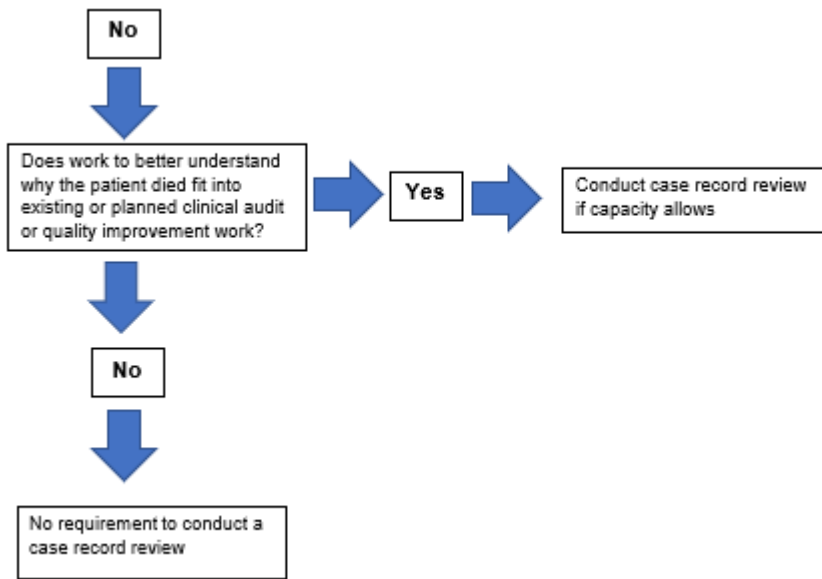 No
Does work to better understand
why the patient died fit into
existing or planned clinical audit
or quality improvement work?
Yes
Conduct case record review
if capacity allows
No
No requirement to conduct a
case record review